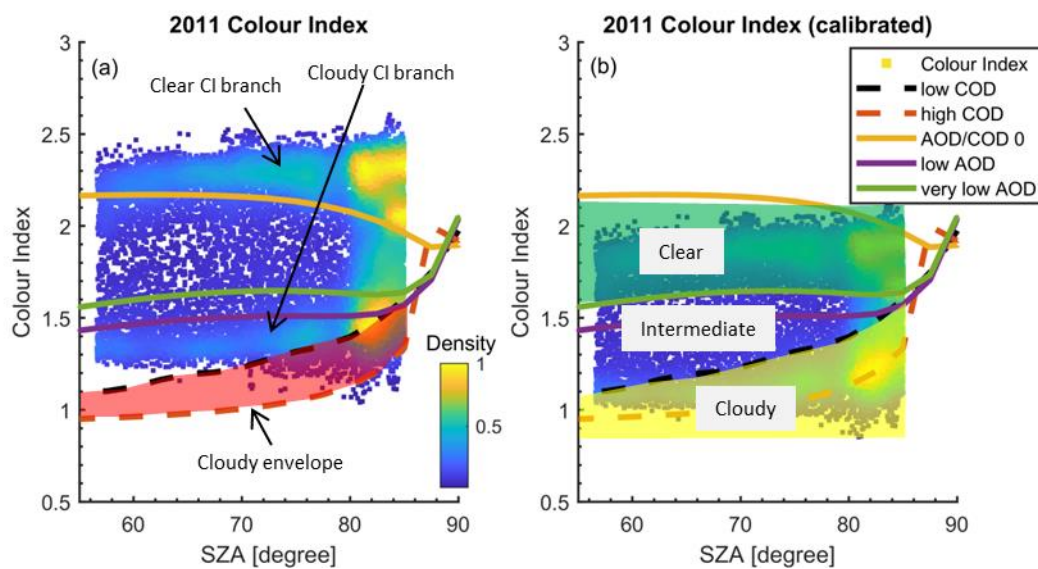 2011 Colour Index
(a)
Clear CI branch
Cloudy CI branch
Cloudy envelope
Density
1
0.5
Colour Index
3
2.5
2
1.5
1
0.5
60
70
80
90
SZA [degree]
2011 Colour Index (calibrated)
(b)
Colour Index
low COD
high COD
AOD/COD 0
low AOD
very low AOD
Clear
Intermediate
Cloudy
Colour Index
3
2.5
2
1.5
1
0.5
60
70
80
90
SZA [degree]